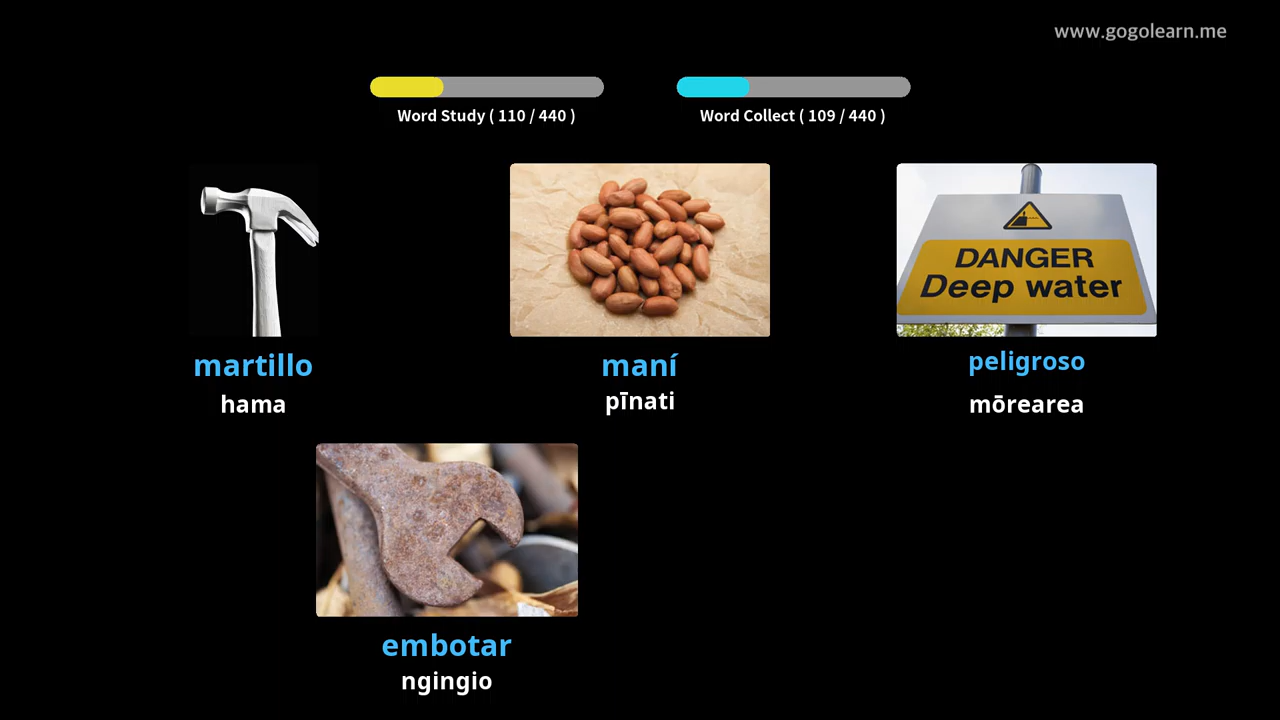 www.gogolearn.me
Word Study ( 110 / 440 )
Word Collect ( 109 / 440 )
DANGER
Deep water
martillo
maní
peligroso
hama
pīnati
mōrearea
embotar
ngingio